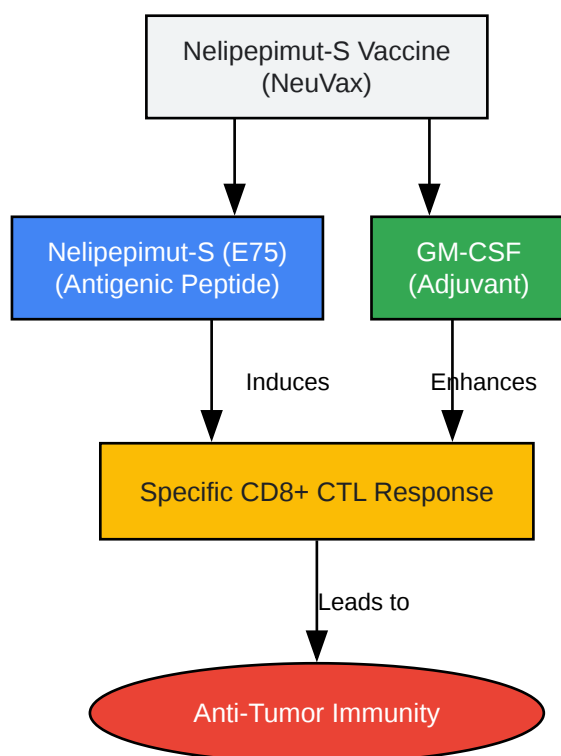 Nelipepimut-S Vaccine
(NeuVax)
Nelipepimut-S (E75)
(Antigenic Peptide)
GM-CSF
(Adjuvant)
Induces
Enhances
Specific CD8+ CTL Response
Leads to
Anti-Tumor Immunity